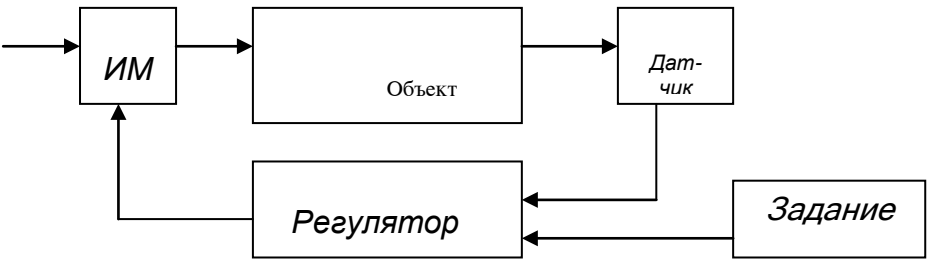 ИМ
Объект
Дат-
чик
Регулятор
Задание